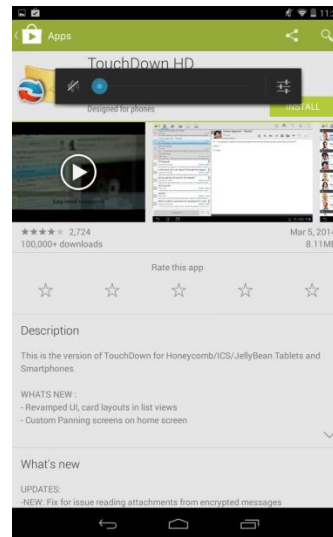 11:
Apps
TouchDown HD
Designed for phones
INSTALL
2,724
Mar 5, 2014
100,000+ downloads
8.11MB
Rate this app
Description
This is the version of TouchDown for Honeycomb/ICS/JellyBean Tablets and
Smartphones.
WHATS NEW :
- Revamped UI, card layouts in list views
- Custom Panning screens on home screen
What's new
UPDATES:
-NEW: Fix for issue reading attachments from encrypted messages